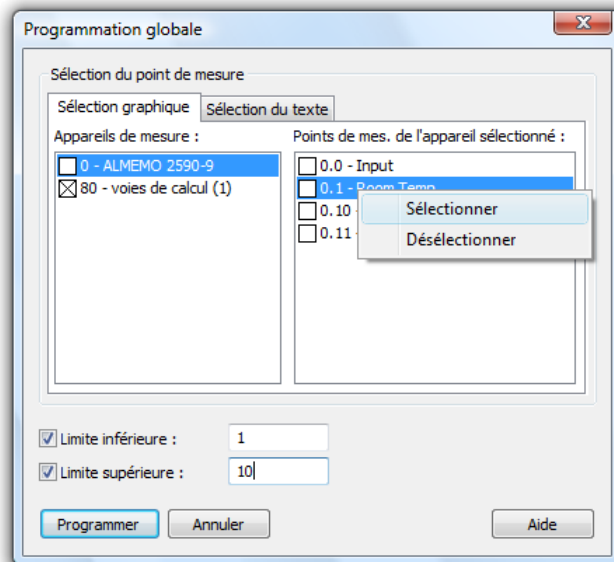 Programmation globale
Sélection du point de mesure
Sélection graphique
Sélection du texte
Appareils de mesure :
Points de mes. de l'appareil sélectionné :
0 - ALMEMO 2590-9
80 - voies de calcul (1)
0.0 - Input
0.1 - Room Temp
0.10 -
0.11 -
Sélectionner
Désélectionner
Limite inférieure :
1
Limite supérieure :
10
Programmer
Annuler
Aide